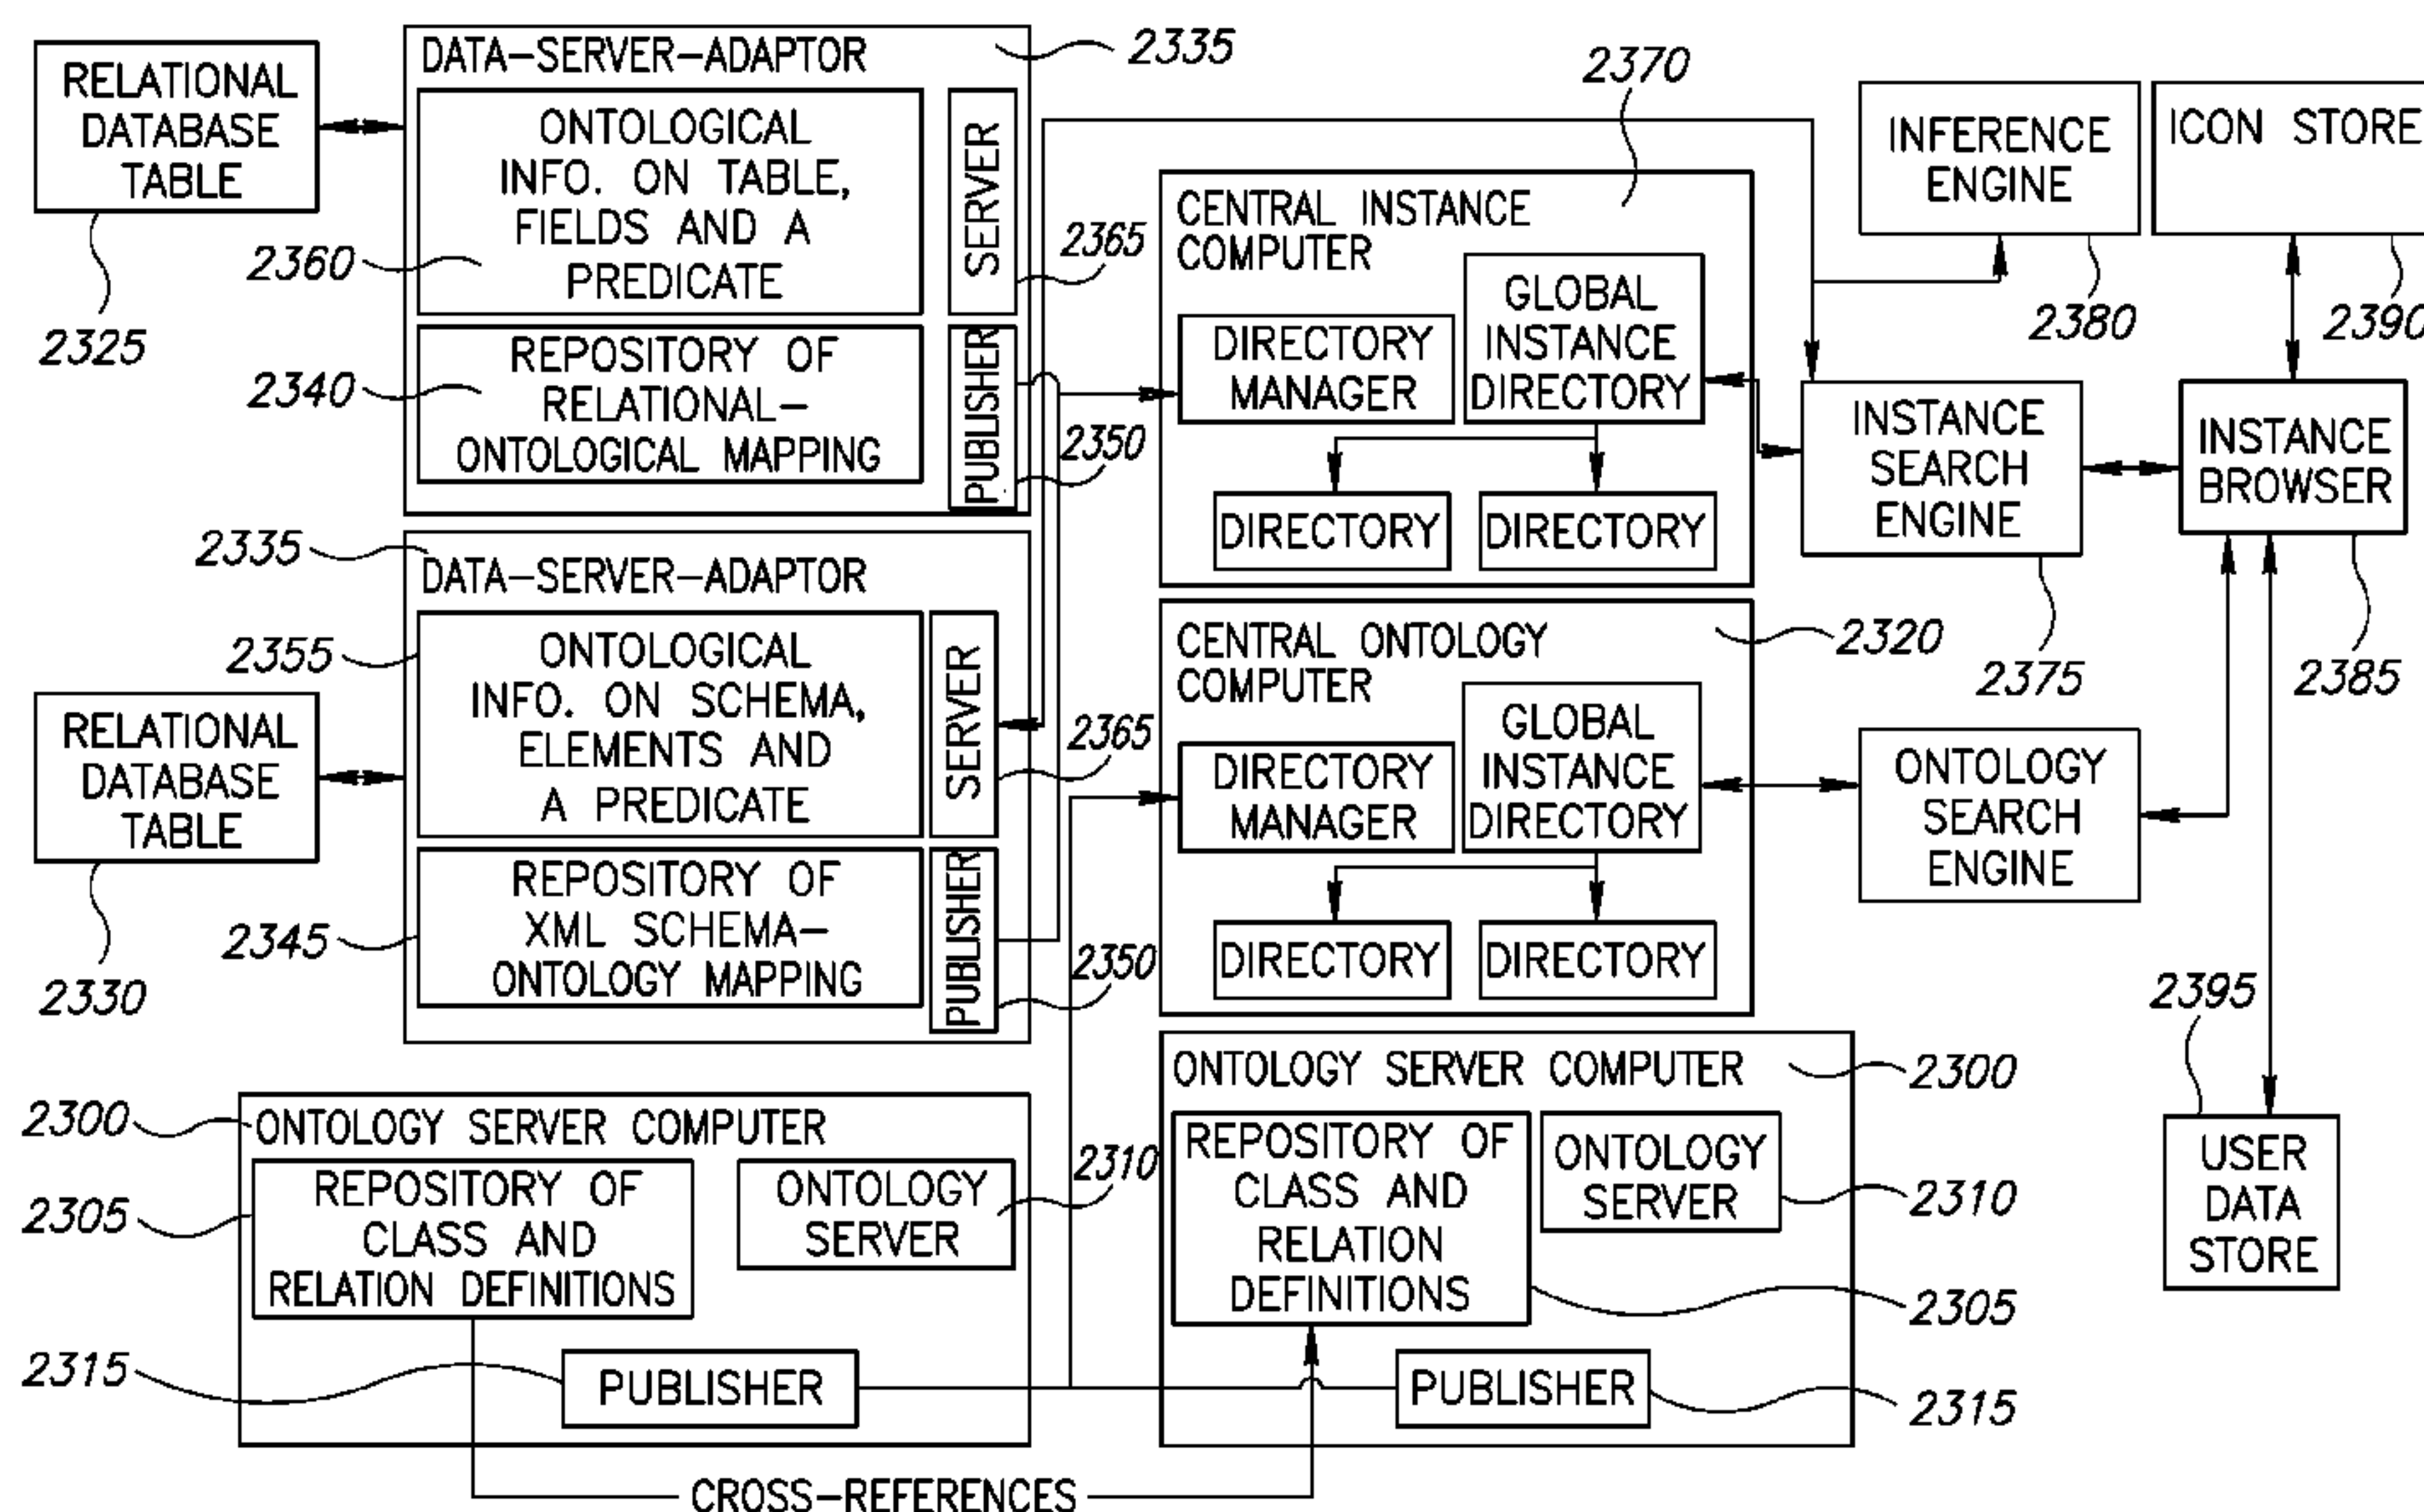 RELATIONAL
DATABASE
TABLE
2325
DATA-SERVER-ADAPTOR
2335
ONTOLOGICAL
INFO. ON TABLE,
FIELDS AND A
PREDICATE
2360
SERVER
2365
REPOSITORY OF
RELATIONAL-
ONTOLOGICAL MAPPING
2340
PUBLISHER
2350
2370
CENTRAL INSTANCE
COMPUTER
DIRECTORY
MANAGER
GLOBAL
INSTANCE
DIRECTORY
DIRECTORY
DIRECTORY
INFERENCE
ENGINE
2380
ICON STORE
2390
INSTANCE
SEARCH
ENGINE
2375
INSTANCE
BROWSER
2385
2335
DATA-SERVER-ADAPTOR
RELATIONAL
DATABASE
TABLE
2330
2355
ONTOLOGICAL
INFO. ON SCHEMA,
ELEMENTS AND
A PREDICATE
SERVER
2365
2345
REPOSITORY OF
XML SCHEMA-
ONTOLOGY MAPPING
PUBLISHER
2350
CENTRAL ONTOLOGY
COMPUTER
2320
DIRECTORY
MANAGER
GLOBAL
INSTANCE
DIRECTORY
DIRECTORY
DIRECTORY
ONTOLOGY
SEARCH
ENGINE
2395
USER
DATA
STORE
2300
ONTOLOGY SERVER COMPUTER
2305
REPOSITORY OF
CLASS AND
RELATION DEFINITIONS
ONTOLOGY
SERVER
2310
2315
PUBLISHER
ONTOLOGY SERVER COMPUTER
2300
REPOSITORY OF
CLASS AND
RELATION
DEFINITIONS
ONTOLOGY
SERVER
2310
2305
PUBLISHER
2315
CROSS-REFERENCES